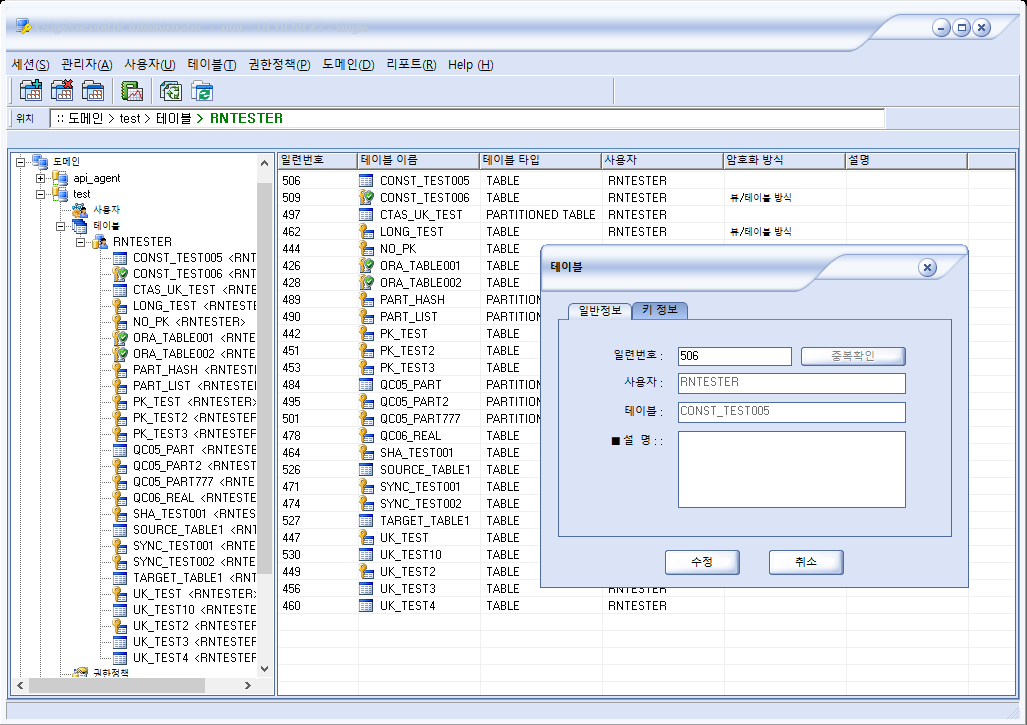 세션(S) 관리자(A) 사용자(U) 테이블(T) 권한정책(P) 도메인(D) 리포트(R) Help (H)
위치 :: 도메인 > test > 테이블 > RNTESTER
도메인
api_agent
test
사용자
테이블
RNTESTER
CONST_TEST005 <RNT
CONST_TEST006 <RNT
CTAS_UK_TEST <RNTE
LONG_TEST <RNTESTE
NO_PK <RNTESTER>
ORA_TABLE001 <RNTE
ORA_TABLE002 <RNTE
PART_HASH <RNTESTI
PART_LIST <RNTESTEI
PK_TEST <RNTESTER>
PK_TEST2 <RNTESTEF
PK_TEST3 <RNTESTEF
QC05_PART <RNTESTI
QC05_PART2 <RNTEST
QC05_PART777 <RNTE
QC06_REAL <RNTESTE
SHA_TEST001 <RNTES
SOURCE_TABLE1 <RNT
SYNC_TEST001 <RNTE
SYNC_TEST002 <RNTE
TARGET_TABLE1 <RNT
UK_TEST <RNTESTER>
UK_TEST10 <RNTESTE
UK_TEST2 <RNTESTEF
UK_TEST3 <RNTESTEF
UK_TEST4 <RNTESTEF
권한정책
일련번호 테이블 이름 테이블 타입 사용자 암호화 방식 설명
506 CONST_TEST005 TABLE RNTESTER
509 CONST_TEST006 TABLE RNTESTER 뷰/테이블 방식
497 CTAS_UK_TEST PARTITIONED TABLE RNTESTER
462 LONG_TEST TABLE RNTESTER 뷰/테이블 방식
444 NO_PK TABLE
426 ORA_TABLE001 TABLE
428 ORA_TABLE002 TABLE
489 PART_HASH PARTITION
490 PART_LIST PARTITION
442 PK_TEST TABLE
451 PK_TEST2 TABLE
453 PK_TEST3 TABLE
484 QC05_PART PARTITION
495 QC05_PART2 PARTITION
501 QC05_PART777 PARTITION
478 QC06_REAL TABLE
464 SHA_TEST001 TABLE
526 SOURCE_TABLE1 TABLE
471 SYNC_TEST001 TABLE
474 SYNC_TEST002 TABLE
527 TARGET_TABLE1 TABLE
447 UK_TEST TABLE
530 UK_TEST10 TABLE
449 UK_TEST2 TABLE
456 UK_TEST3 TABLE RNTESTER
460 UK_TEST4 TABLE RNTESTER
테이블
일반정보 키 정보
일련번호 : 506 중복확인
사용자 : RNTESTER
테이블 : CONST_TEST005
■ 설 명 : :
수정 취소